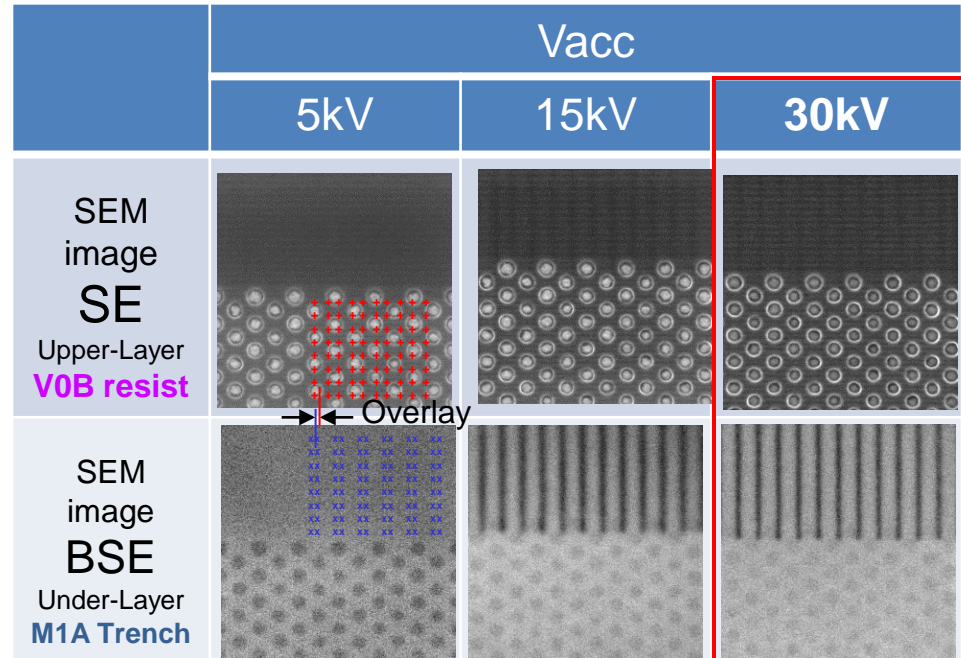 Vacc
5kV
15kV
30kV
SEM
image
SE
Upper-Layer
V0B resist
Overlay
SEM
image
BSE
Under-Layer
M1A Trench